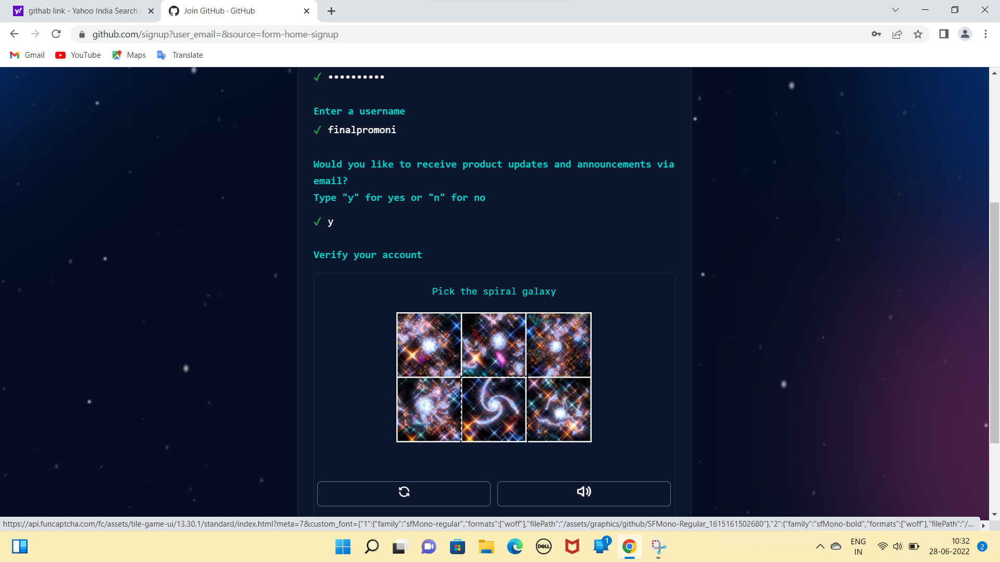 githab link - Yahoo India Search
Join GitHub · GitHub
github.com/signup?user_email=&source=form-home-signup
Gmail
YouTube
Maps
Translate
••••••••••
Enter a username
finalpromoni
Would you like to receive product updates and announcements via
email?
Type "y" for yes or "n" for no
y
Verify your account
Pick the spiral galaxy
https://api.funcaptcha.com/fc/assets/tile-game-ui/13.30.1/standard/index.html?meta=7&custom_font={"1":{"family":"sfMono-regular","formats":["woff"],"filePath":"/assets/graphics/github/SFMono-Regular_1615161502680"},"2":{"family":"sfMono-bold","formats":["woff"],"filePath":"/...
DELL
1
ENG
IN
10:32
28-06-2022
2